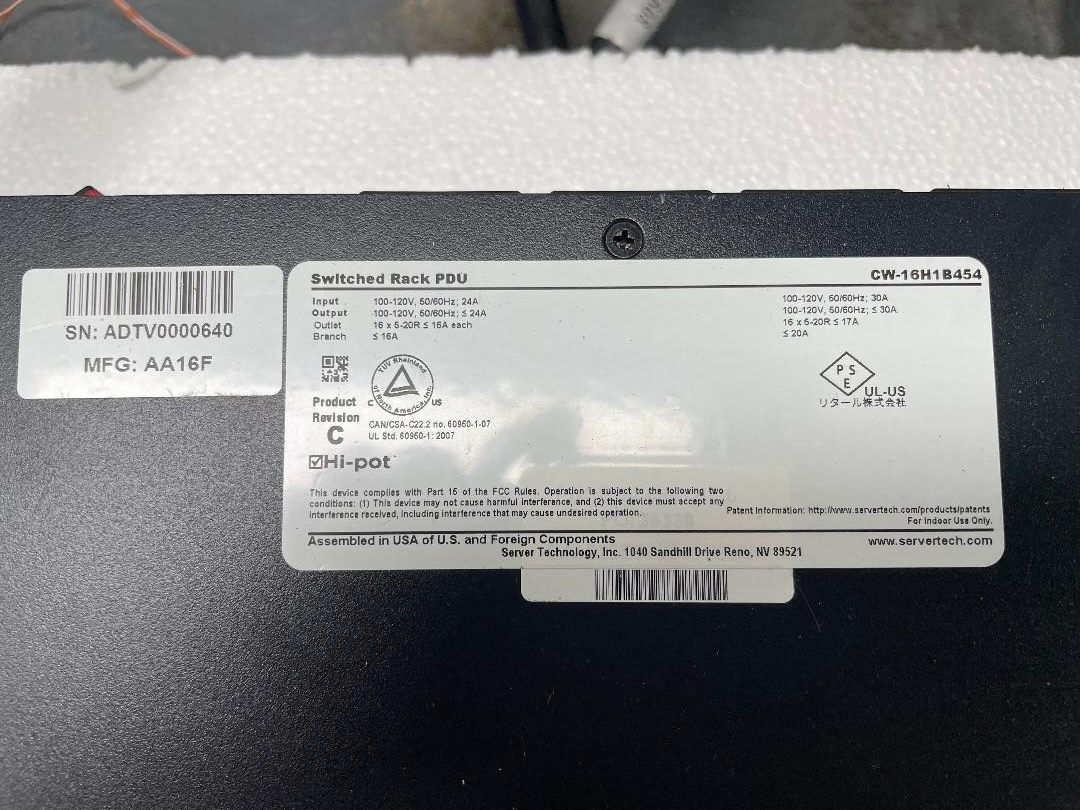 SN: ADTV0000640
MFG: AA16F
Switched Rack PDU CW-16H1B454
Input 100-120V, 50/60Hz; 24A 100-120V, 50/60Hz; 30A
Output 100-120V, 50/60Hz; ≤ 24A 100-120V, 50/60Hz; ≤ 30A
Outlet 16 x 5-20R ≤ 16A each 16 x 5-20R ≤ 17A
Branch ≤ 16A ≤ 20A
TUV Rheinland
of North America, Inc.
C US
PS
E
UL-US
リタール株式会社
Product
Revision
C
CAN/CSA-C22.2 no. 60950-1-07
UL Std. 60950-1: 2007
☑Hi-pot
This device complies with Part 15 of the FCC Rules. Operation is subject to the following two
conditions: (1) This device may not cause harmful interference, and (2) this device must accept any
interference received, including interference that may cause undesired operation.
Patent Information: http://www.servertech.com/products/patents
For Indoor Use Only.
Assembled in USA of U.S. and Foreign Components www.servertech.com
Server Technology, Inc. 1040 Sandhill Drive Reno, NV 89521